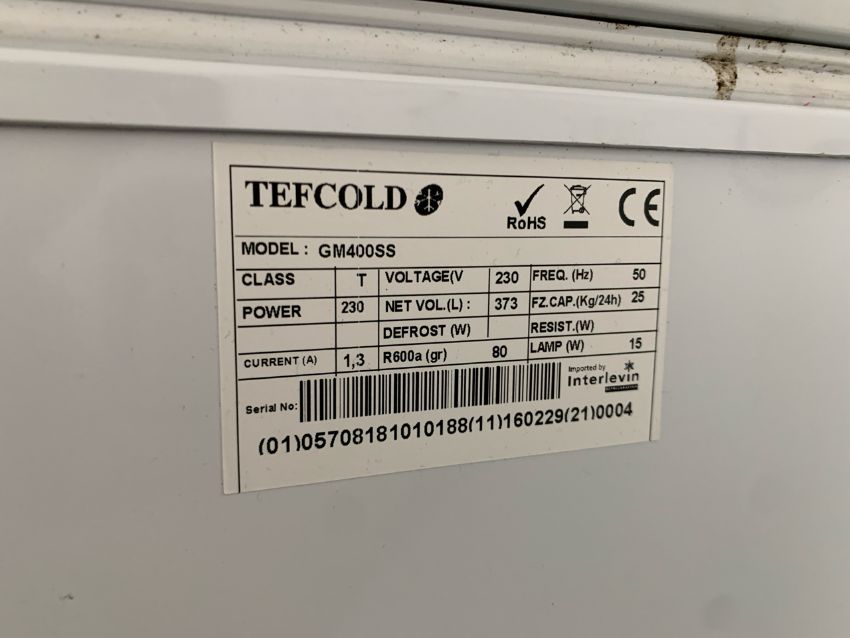 TEFCOLD
RoHS CE
MODEL : GM400SS
CLASS T VOLTAGE(V 230 FREQ. (Hz) 50
POWER 230 NET VOL.(L) : 373 FZ.CAP.(Kg/24h) 25
DEFROST (W) RESIST.(W)
CURRENT (A) 1,3 R600a (gr) 80 LAMP (W) 15
Imported by
Serial No: Interlevin
REFRIGERATION
(01)05708181010188(11)160229(21)0004